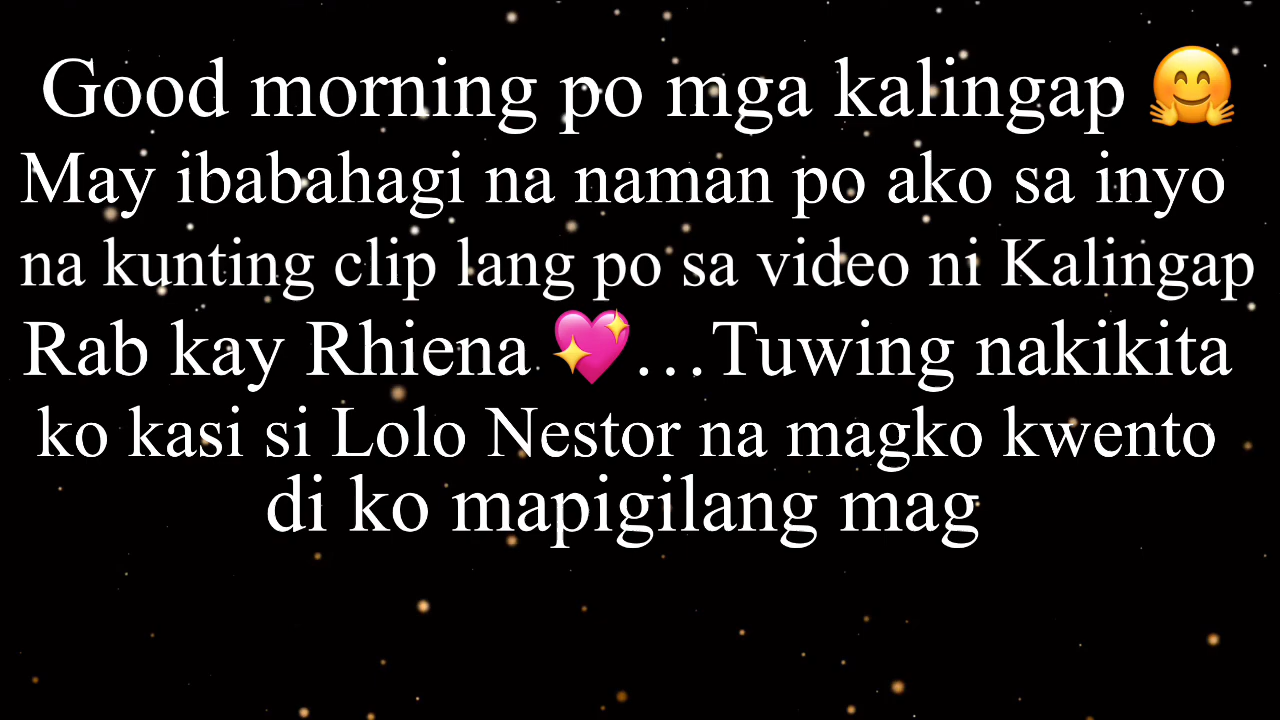 Good morning po mga kalingap 🤗
May ibabahagi na naman po ako sa inyo
na kunting clip lang po sa video ni Kalingap
Rab kay Rhiena 💖…Tuwing nakikita
ko kasi si Lolo Nestor na magko kwento
di ko mapigilang mag